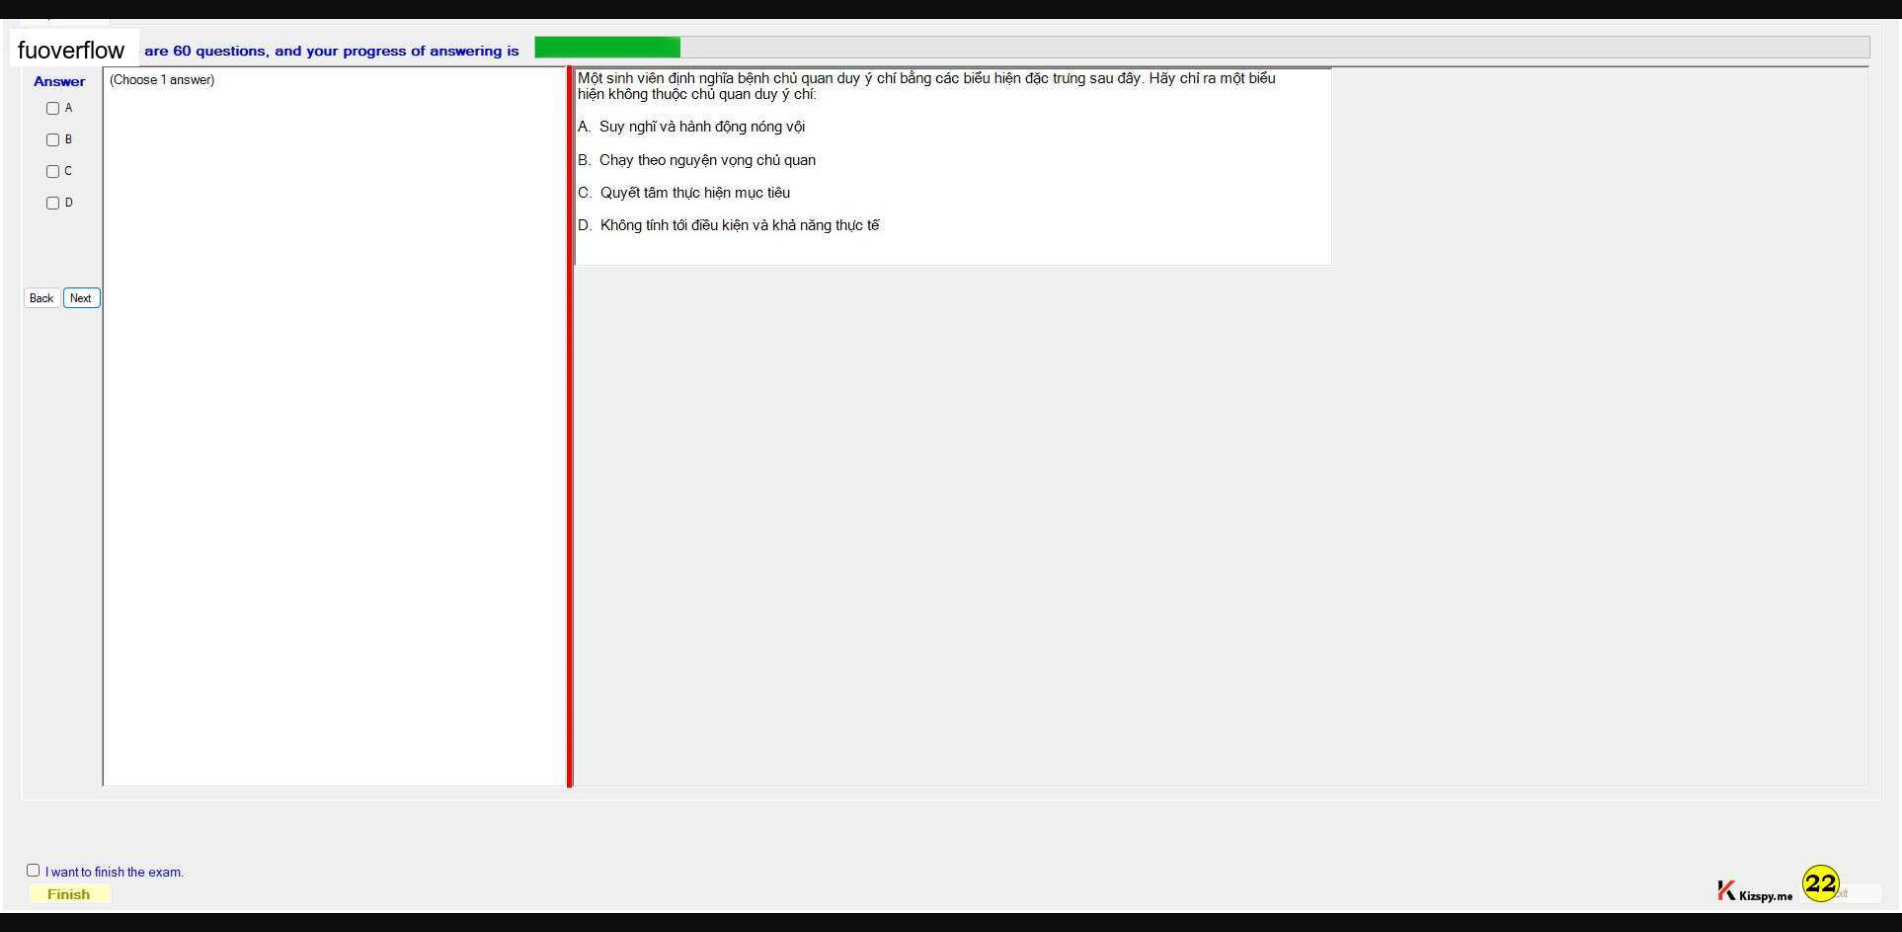 fuoverflow are 60 questions, and your progress of answering is
Answer
A
B
C
D
Back Next
(Choose 1 answer)
Một sinh viên định nghĩa bệnh chủ quan duy ý chí bằng các biểu hiện đặc trưng sau đây. Hãy chỉ ra một biểu
hiện không thuộc chủ quan duy ý chí:
A. Suy nghĩ và hành động nóng vội
B. Chạy theo nguyện vọng chủ quan
C. Quyết tâm thực hiện mục tiêu
D. Không tính tới điều kiện và khả năng thực tế
I want to finish the exam.
Finish
Kizspy.me
22